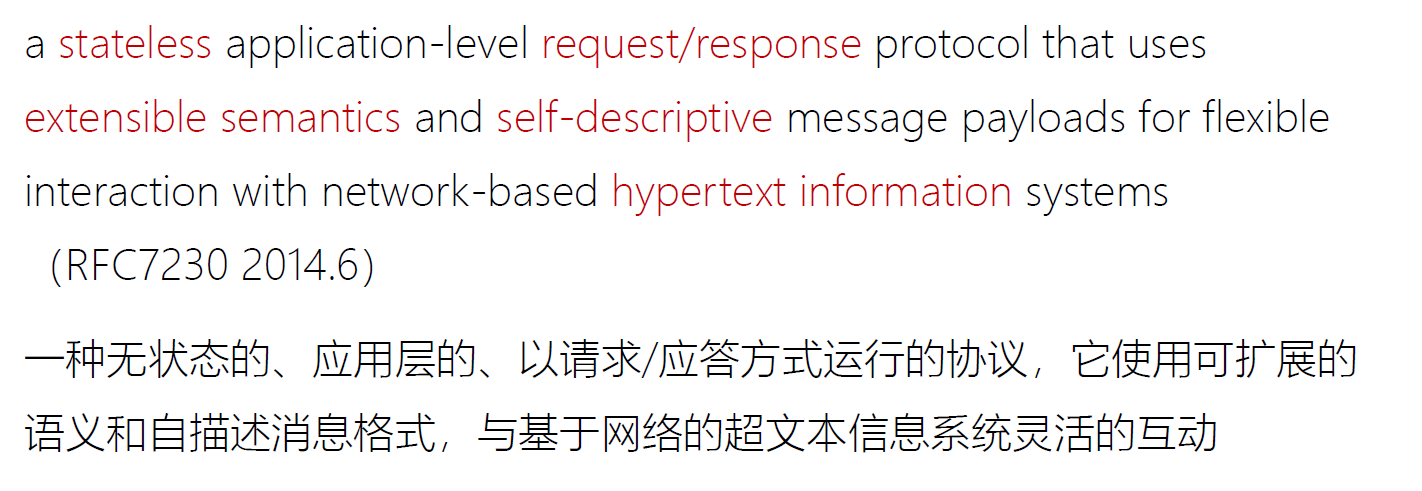 a stateless application-level request/response protocol that uses
extensible semantics and self-descriptive message payloads for flexible
interaction with network-based hypertext information systems
（RFC7230 2014.6）
一种无状态的、应用层的、以请求/应答方式运行的协议，它使用可扩展的
语义和自描述消息格式，与基于网络的超文本信息系统灵活的互动